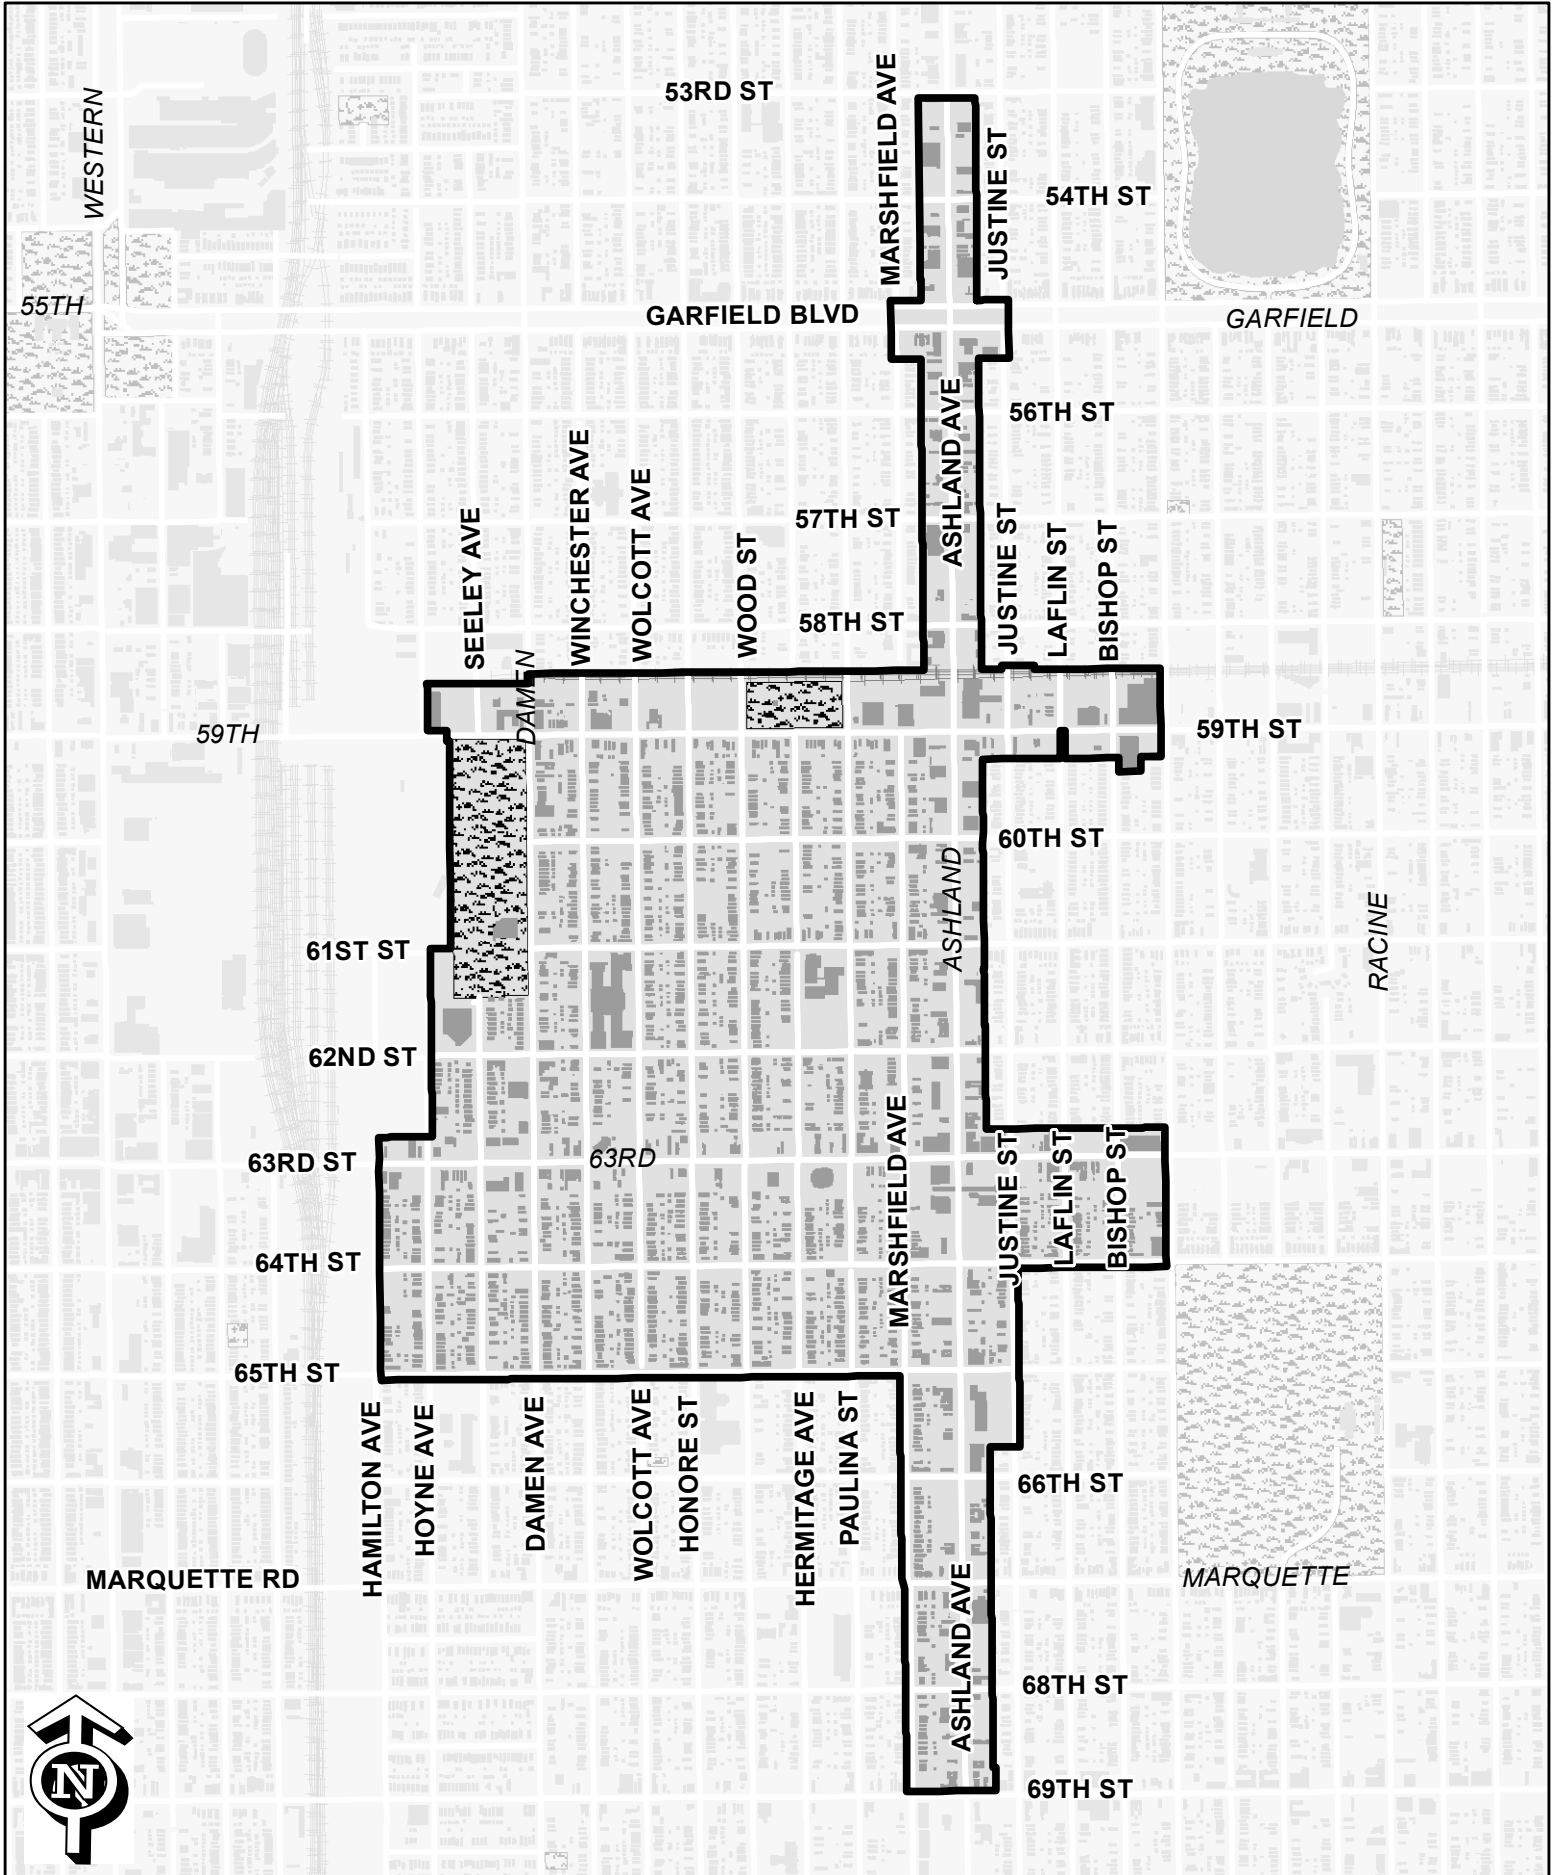 53RD ST
MARSHFIELD AVE
WESTERN
JUSTINE ST
54TH ST
55TH
GARFIELD BLVD
GARFIELD
ASHLAND AVE
56TH ST
WINCHESTER AVE
WOLCOTT AVE
57TH ST
SEELEY AVE
WOOD ST
JUSTINE ST
LAFLIN ST
BISHOP ST
58TH ST
DAMEN
59TH
59TH ST
60TH ST
ASHLAND
RACINE
61ST ST
62ND ST
MARSHFIELD AVE
JUSTINE ST
LAFLIN ST
BISHOP ST
63RD ST
63RD
64TH ST
65TH ST
HAMILTON AVE
HOYNE AVE
DAMEN AVE
WOLCOTT AVE
HONORE ST
HERMITAGE AVE
PAULINA ST
66TH ST
MARQUETTE RD
MARQUETTE
ASHLAND AVE
68TH ST
N
69TH ST